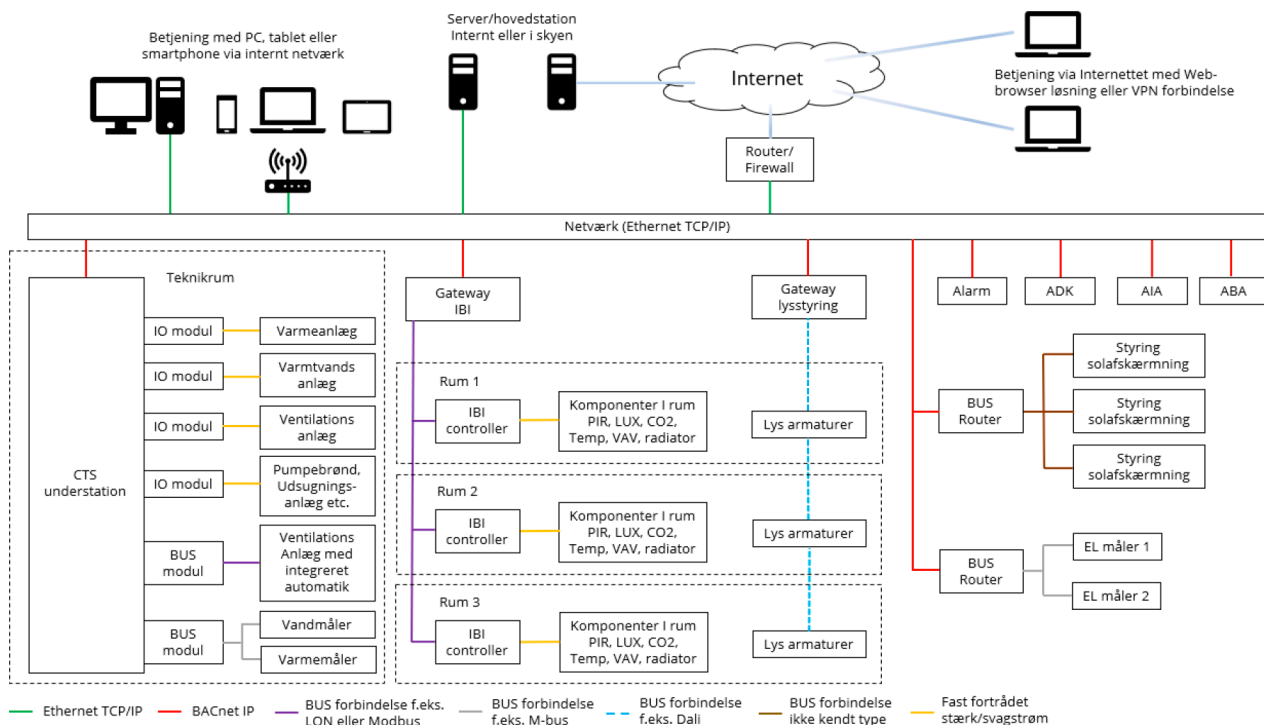 Betjening med PC, tablet eller
smartphone via internt netværk
Server/hovedstation
Internt eller i skyen
Internet
Betjening via Internettet med Web-
browser løsning eller VPN forbindelse
Router/
Firewall
Netværk (Ethernet TCP/IP)
Teknikrum
CTS
understation
IO modul
Varmeanlæg
IO modul
Varmtvands
anlæg
IO modul
Ventilations
anlæg
IO modul
Pumpebrønd,
Udsugnings-
anlæg etc.
BUS
modul
Ventilations
Anlæg med
integreret
automatik
BUS
modul
Vandmåler
Varmemåler
Gateway
IBI
Gateway
lysstyring
Rum 1
IBI
controller
Komponenter I rum
PIR, LUX, CO2,
Temp, VAV, radiator
Lys armaturer
Rum 2
IBI
controller
Komponenter I rum
PIR, LUX, CO2,
Temp, VAV, radiator
Lys armaturer
Rum 3
IBI
controller
Komponenter I rum
PIR, LUX, CO2,
Temp, VAV, radiator
Lys armaturer
Alarm
ADK
AIA
ABA
BUS
Router
Styring
solafskærmning
Styring
solafskærmning
Styring
solafskærmning
BUS
Router
EL måler 1
EL måler 2
Ethernet TCP/IP
BACnet IP
BUS forbindelse f.eks.
LON eller Modbus
BUS forbindelse
f.eks. M-bus
BUS forbindelse
f.eks. Dali
BUS forbindelse
ikke kendt type
Fast fortrådet
stærk/svagstrøm